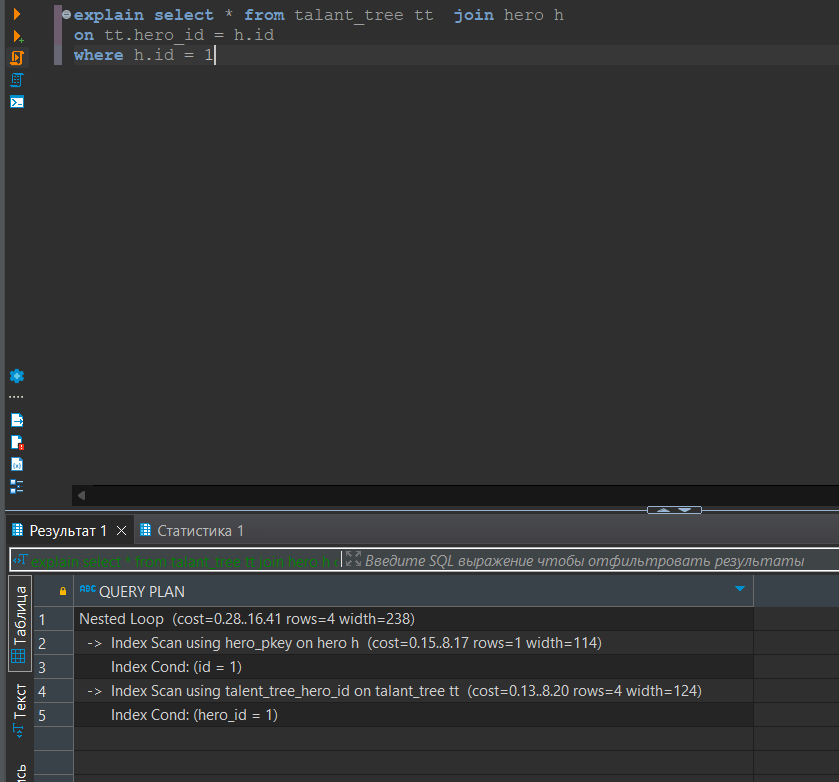 explain select * from talant_tree tt  join hero h
on tt.hero_id = h.id
where h.id = 1
Результат 1
Статистика 1
explain select * from talant_tree tt join hero h
Введите SQL выражение чтобы отфильтровать результаты
Таблица
Текст
ABC QUERY PLAN
1 Nested Loop  (cost=0.28..16.41 rows=4 width=238)
2 ->  Index Scan using hero_pkey on hero h  (cost=0.15..8.17 rows=1 width=114)
3 Index Cond: (id = 1)
4 ->  Index Scan using talent_tree_hero_id on talant_tree tt  (cost=0.13..8.20 rows=4 width=124)
5 Index Cond: (hero_id = 1)